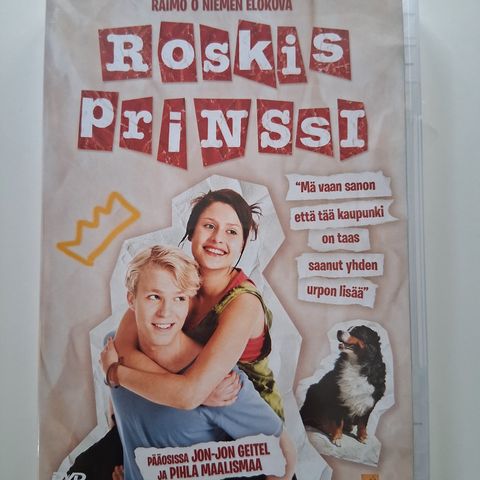 RAIMO O NIEMEN ELOKUVA
ROSKIS
PRINSSI
"Mä vaan sanon
että tää kaupunki
on taas
saanut yhden
urpon lisää"
PÄÄOSISSA JON-JON GEITEL
JA PIHLA MAALISMAA